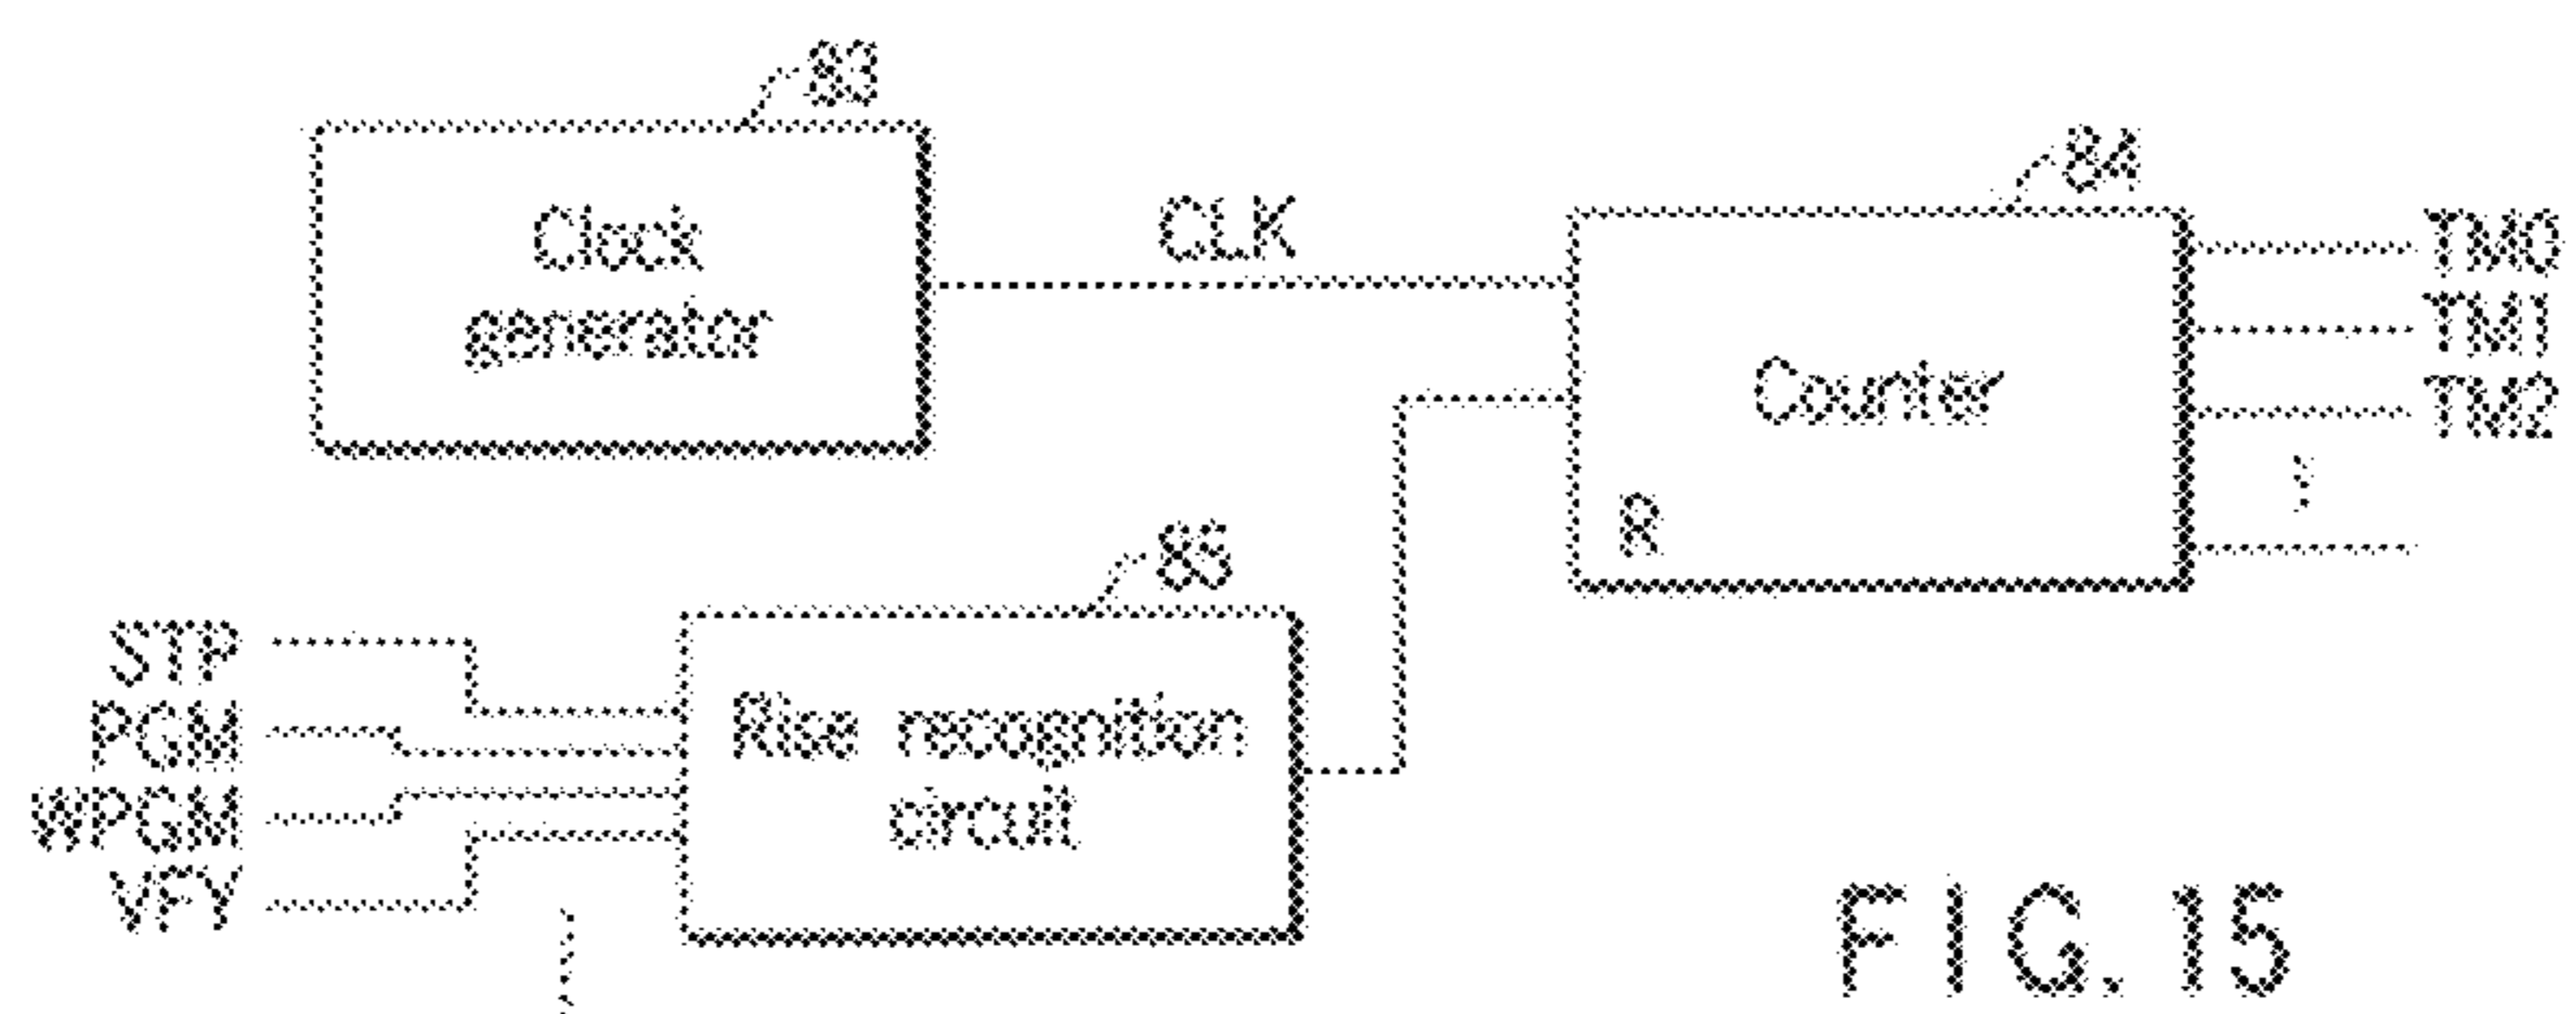 83
Clock
generator
CLK
84
Counter
R
TM0
TM1
TM2
85
Rise recognition
circuit
STP
PGM
WPGM
VFY
FIG. 15